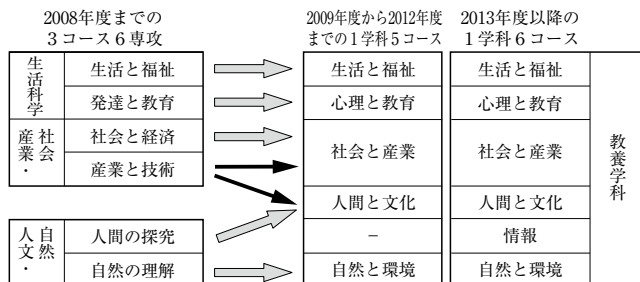 2008年度までの
3コース6専攻
2009年度から2012年度
までの1学科5コース
2013年度以降の
1学科6コース
生活科学
生活と福祉
発達と教育
社会・
産業
社会と経済
産業と技術
人文・
自然
人間の探究
自然の理解
生活と福祉
心理と教育
社会と産業
人間と文化
−
自然と環境
生活と福祉
心理と教育
社会と産業
人間と文化
情報
自然と環境
教養学科